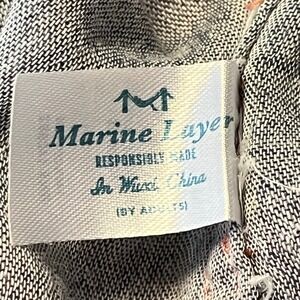 Marine Layer
RESPONSIBLY MADE
In Wuxi, China
(BY ADULTS)